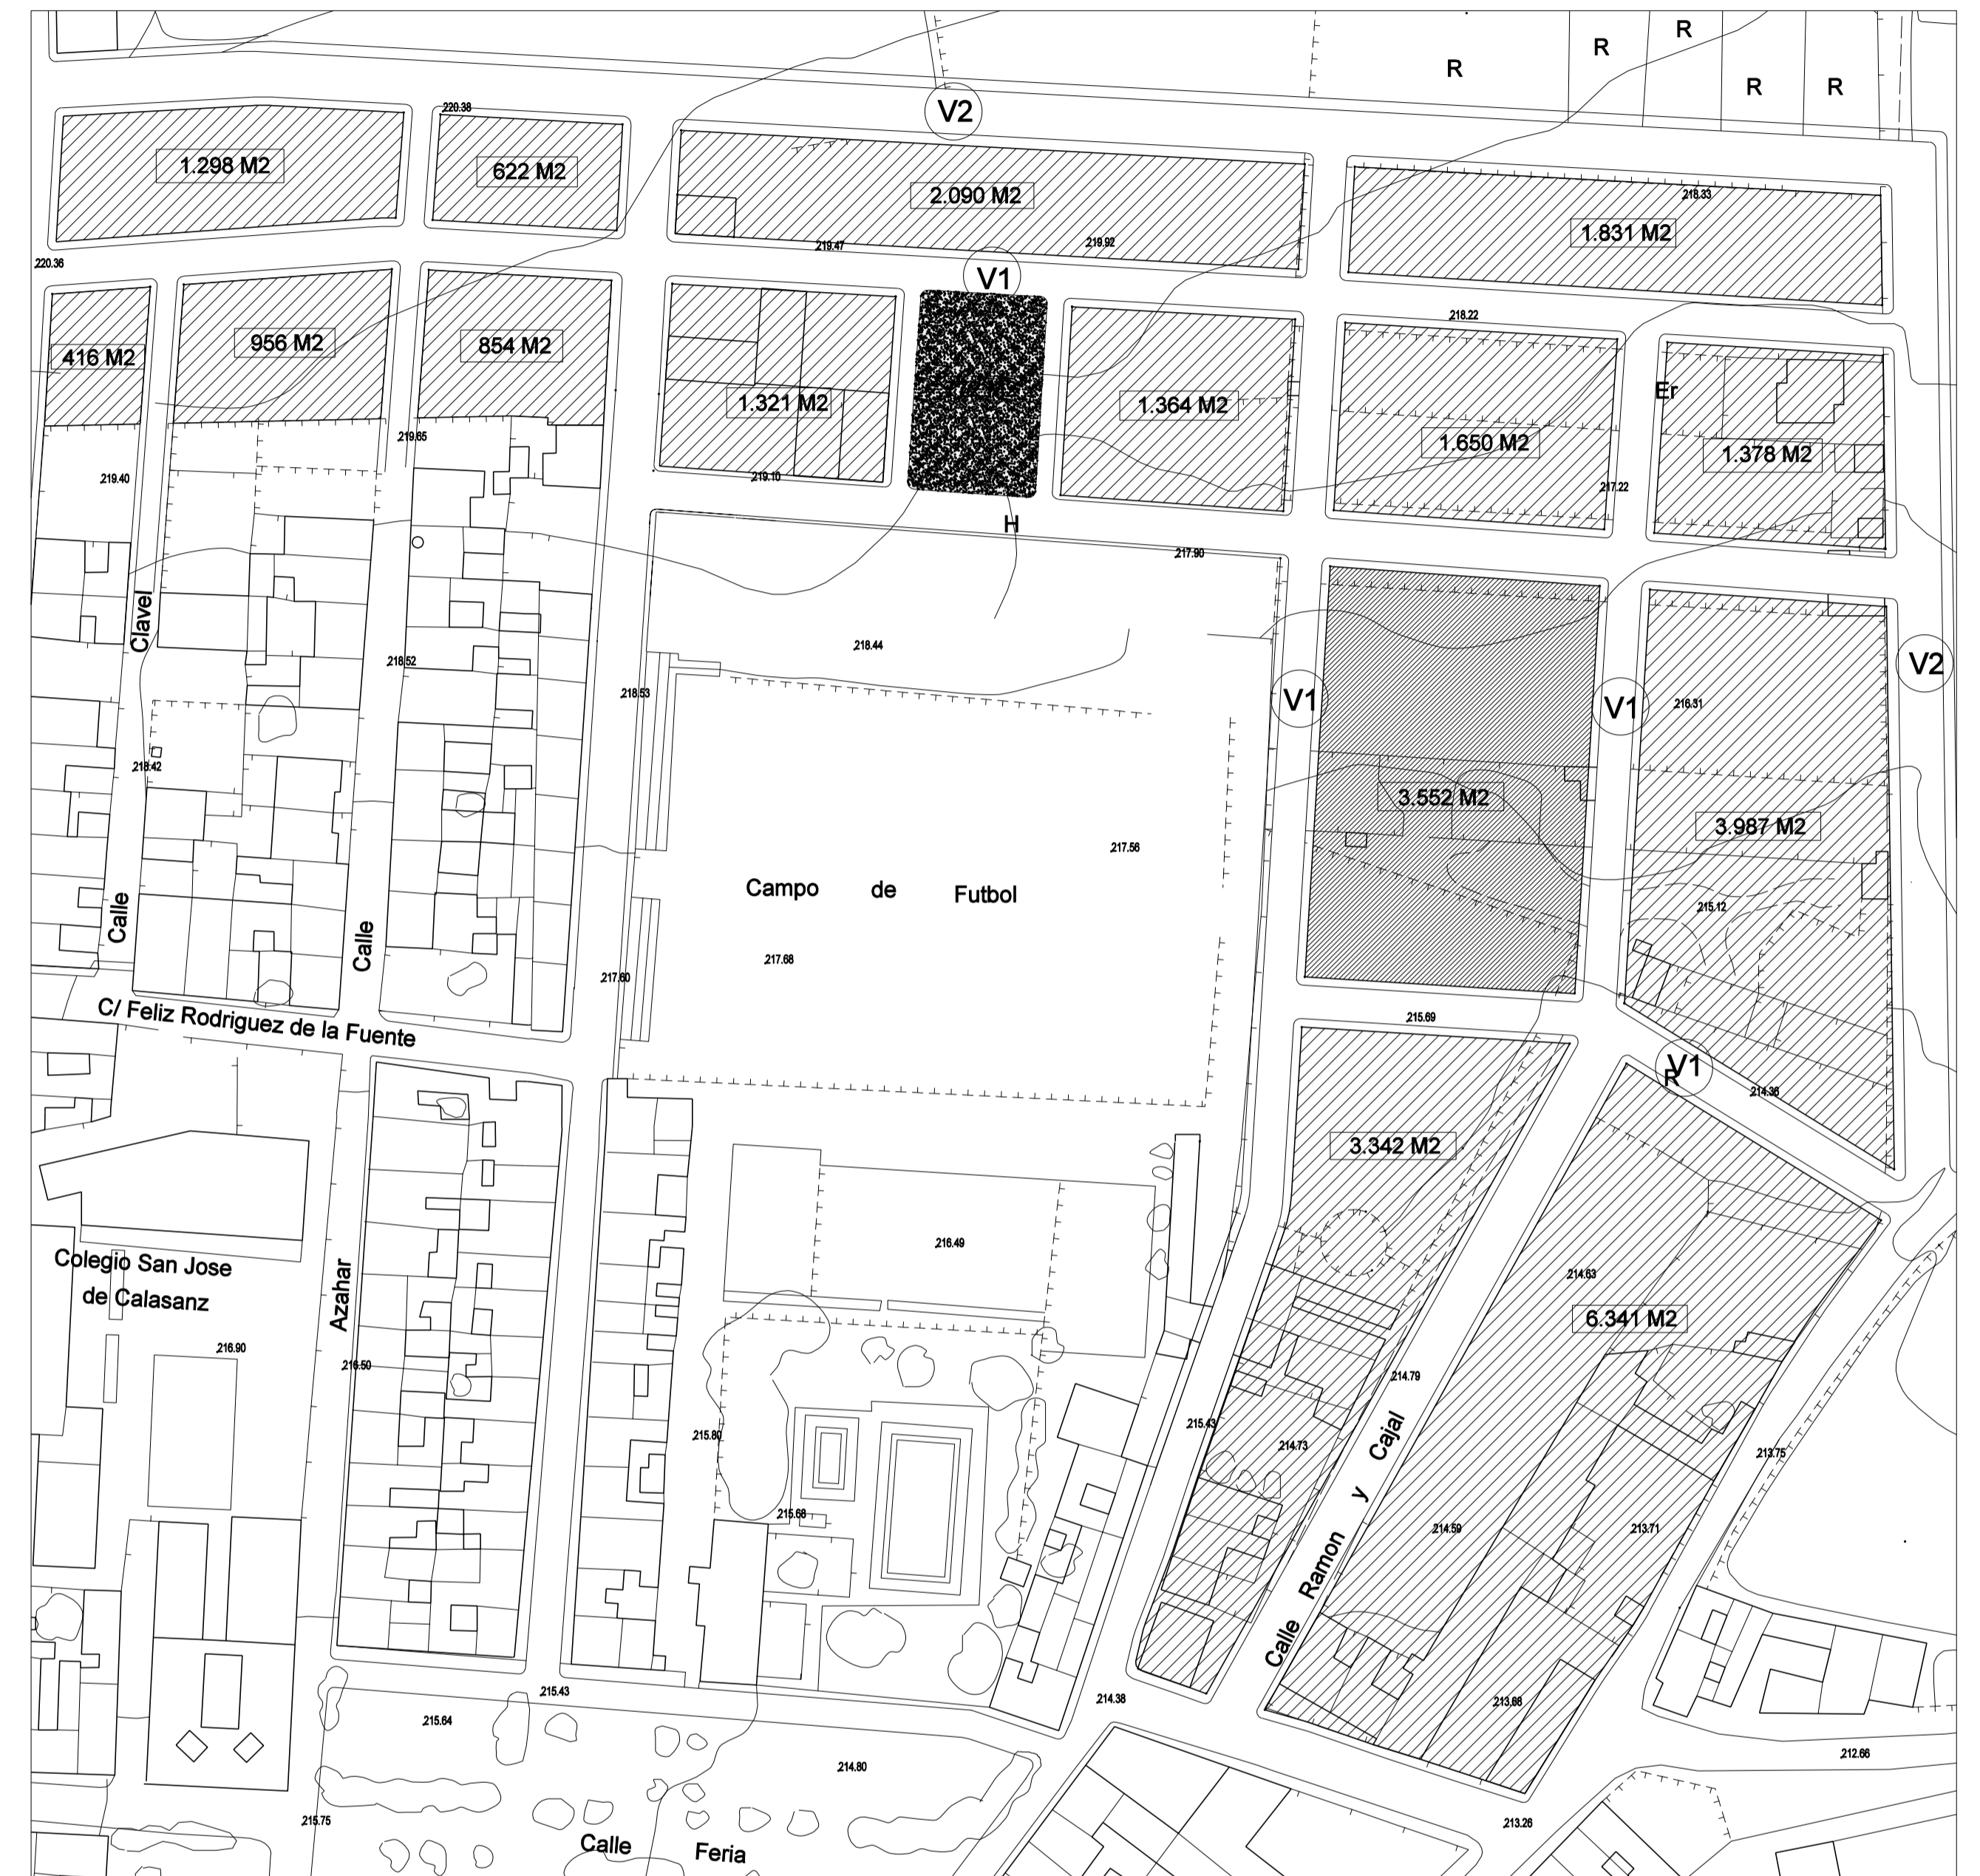 R
R
R
R
R
V2
220.38
1.298 M2
622 M2
2.090 M2
218.33
1.831 M2
219.47
219.92
220.36
V1
218.22
416 M2
956 M2
854 M2
1.321 M2
1.364 M2
1.650 M2
Er
1.378 M2
219.65
219.40
219.10
217.22
H
217.90
Clavel
218.44
218.52
218.53
V1
V1
V2
216.31
218.42
3.552 M2
3.987 M2
217.56
Campo de Futbol
215.12
Calle
Calle
217.68
217.60
C/ Feliz Rodriguez de la Fuente
215.69
V1
R
214.36
3.342 M2
216.49
Colegio San Jose
de Calasanz
Azahar
214.63
6.341 M2
216.90
216.50
214.79
215.80
215.43
214.73
213.75
215.68
214.59
213.71
Calle Ramon y Cajal
215.43
214.38
213.68
215.64
214.80
212.66
215.75
213.26
Calle Feria